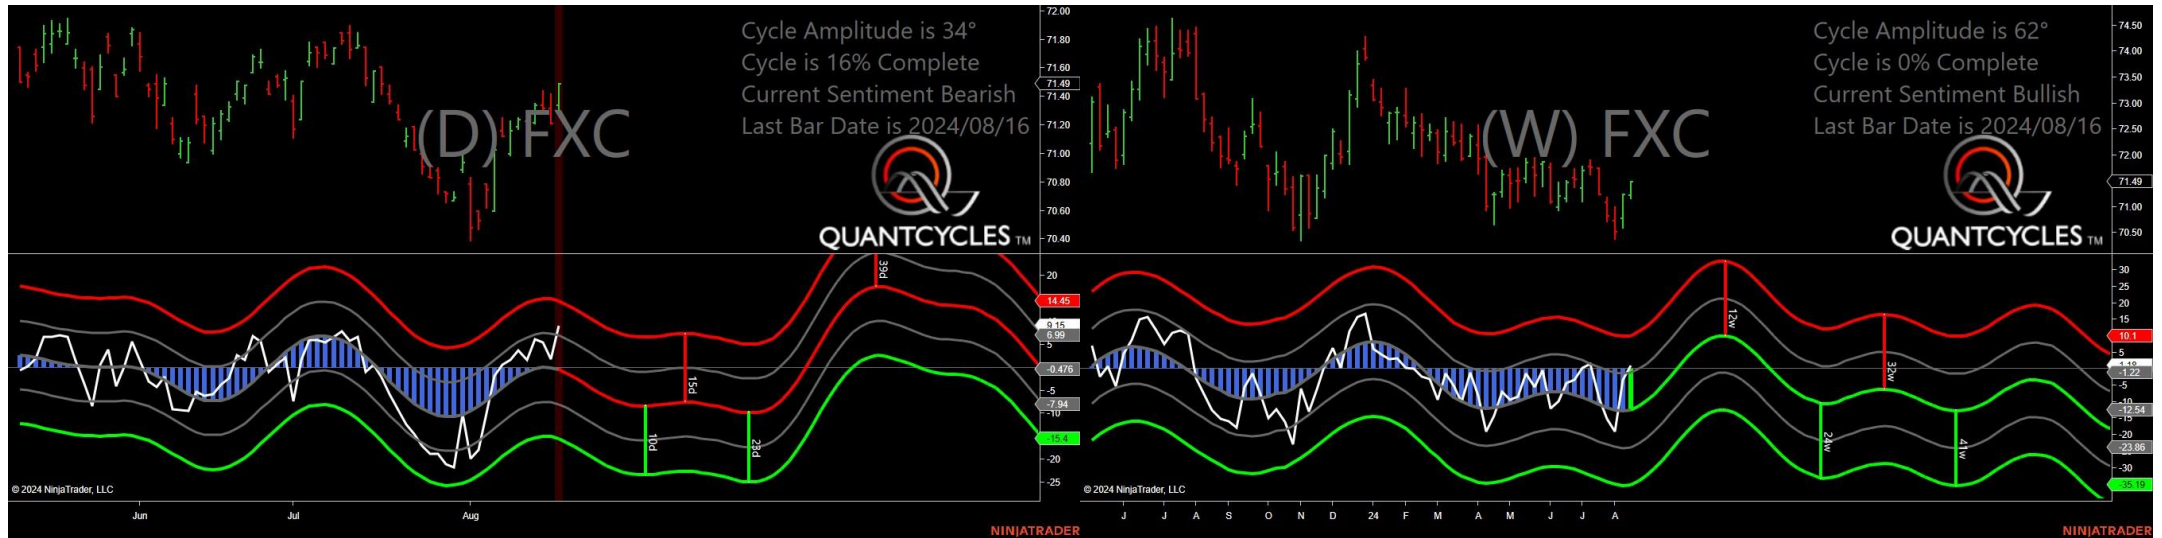 Cycle Amplitude is 34°
Cycle is 16% Complete
Current Sentiment Bearish
Last Bar Date is 2024/08/16
(D) FXC
QUANTCYCLES TM
72.00
71.80
71.60
71.49
71.40
71.20
71.00
70.80
70.60
70.40
20
14.45
9.15
6.99
5
-0.476
-5
-7.94
-10
-15.4
-20
-25
39d
15d
10d
23d
© 2024 NinjaTrader, LLC
Jun Jul Aug
NINJATRADER
Cycle Amplitude is 62°
Cycle is 0% Complete
Current Sentiment Bullish
Last Bar Date is 2024/08/16
(W) FXC
QUANTCYCLES TM
74.50
74.00
73.50
73.00
72.50
72.00
71.49
71.00
70.50
30
25
20
15
10.1
5
-1.22
-5
-10
-12.54
-15
-20
-23.86
-30
-35.19
12w
32w
24w
41w
© 2024 NinjaTrader, LLC
J J A S O N D 24 F M A M J J A
NINJATRADER